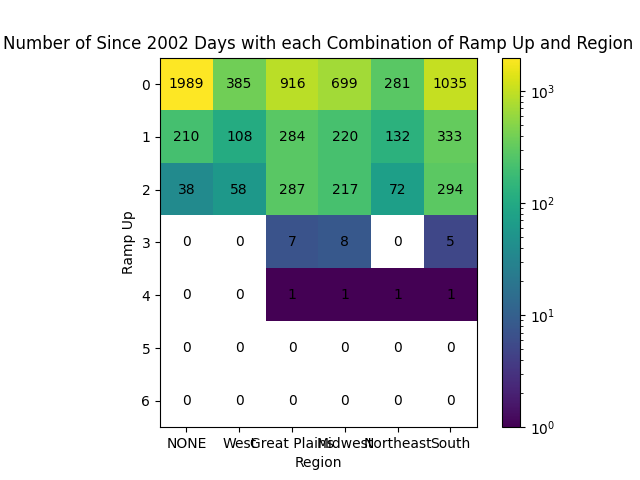 Number of Since 2002 Days with each Combination of Ramp Up and Region
0 1989 385 916 699 281 1035
1 210 108 284 220 132 333
2 38 58 287 217 72 294
3 0 0 7 8 0 5
4 0 0 1 1 1 1
5 0 0 0 0 0 0
6 0 0 0 0 0 0
NONE West Great Plains Midwest Northeast South
Region
Ramp Up
10³
10²
10¹
10⁰